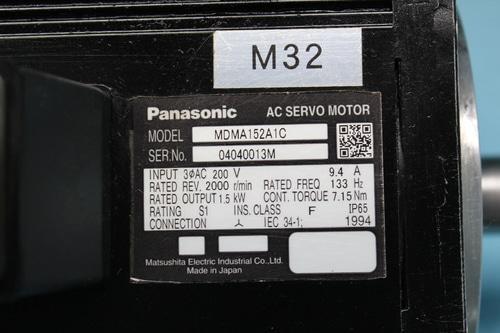 M32
Panasonic AC SERVO MOTOR
MODEL MDMA152A1C
SER.No. 04040013M
INPUT 3ØAC 200 V 9.4 A
RATED REV. 2000 r/min RATED FREQ 133 Hz
RATED OUTPUT 1.5 kW CONT. TORQUE 7.15 Nm
RATING S1 INS. CLASS F IP65
CONNECTION ⅄ IEC 34-1; 1994
Matsushita Electric Industrial Co.,Ltd.
Made in Japan